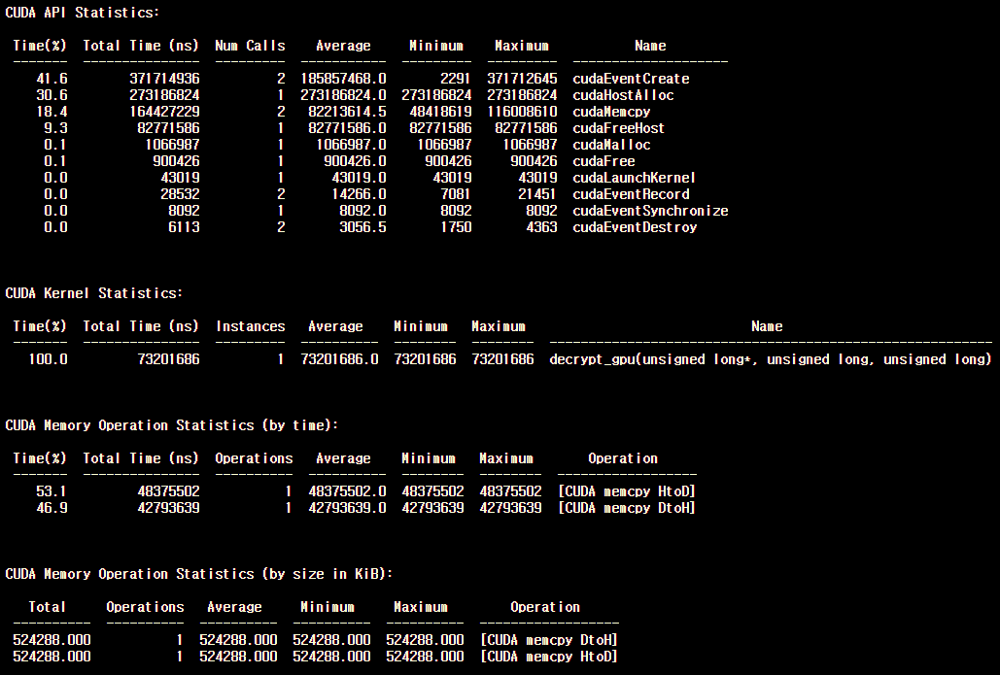 CUDA API Statistics:
Time(%) Total Time (ns) Num Calls Average Minimum Maximum Name
------- --------------- --------- ----------- --------- --------- --------------------
41.6 371714936 2 185857468.0 2291 371712645 cudaEventCreate
30.6 273186824 1 273186824.0 273186824 273186824 cudaHostAlloc
18.4 164427229 2 82213614.5 48418619 116008610 cudaMemcpy
9.3 82771586 1 82771586.0 82771586 82771586 cudaFreeHost
0.1 1066987 1 1066987.0 1066987 1066987 cudaMalloc
0.1 900426 1 900426.0 900426 900426 cudaFree
0.0 43019 1 43019.0 43019 43019 cudaLaunchKernel
0.0 28532 2 14266.0 7081 21451 cudaEventRecord
0.0 8092 1 8092.0 8092 8092 cudaEventSynchronize
0.0 6113 2 3056.5 1750 4363 cudaEventDestroy
CUDA Kernel Statistics:
Time(%) Total Time (ns) Instances Average Minimum Maximum Name
------- --------------- --------- ---------- -------- -------- ---------------------------------------------------------
100.0 73201686 1 73201686.0 73201686 73201686 decrypt_gpu(unsigned long*, unsigned long, unsigned long)
CUDA Memory Operation Statistics (by time):
Time(%) Total Time (ns) Operations Average Minimum Maximum Operation
------- --------------- ---------- ---------- -------- -------- ------------------
53.1 48375502 1 48375502.0 48375502 48375502 [CUDA memcpy HtoD]
46.9 42793639 1 42793639.0 42793639 42793639 [CUDA memcpy DtoH]
CUDA Memory Operation Statistics (by size in KiB):
Total Operations Average Minimum Maximum Operation
---------- ---------- ---------- ---------- ---------- ------------------
524288.000 1 524288.000 524288.000 524288.000 [CUDA memcpy DtoH]
524288.000 1 524288.000 524288.000 524288.000 [CUDA memcpy HtoD]